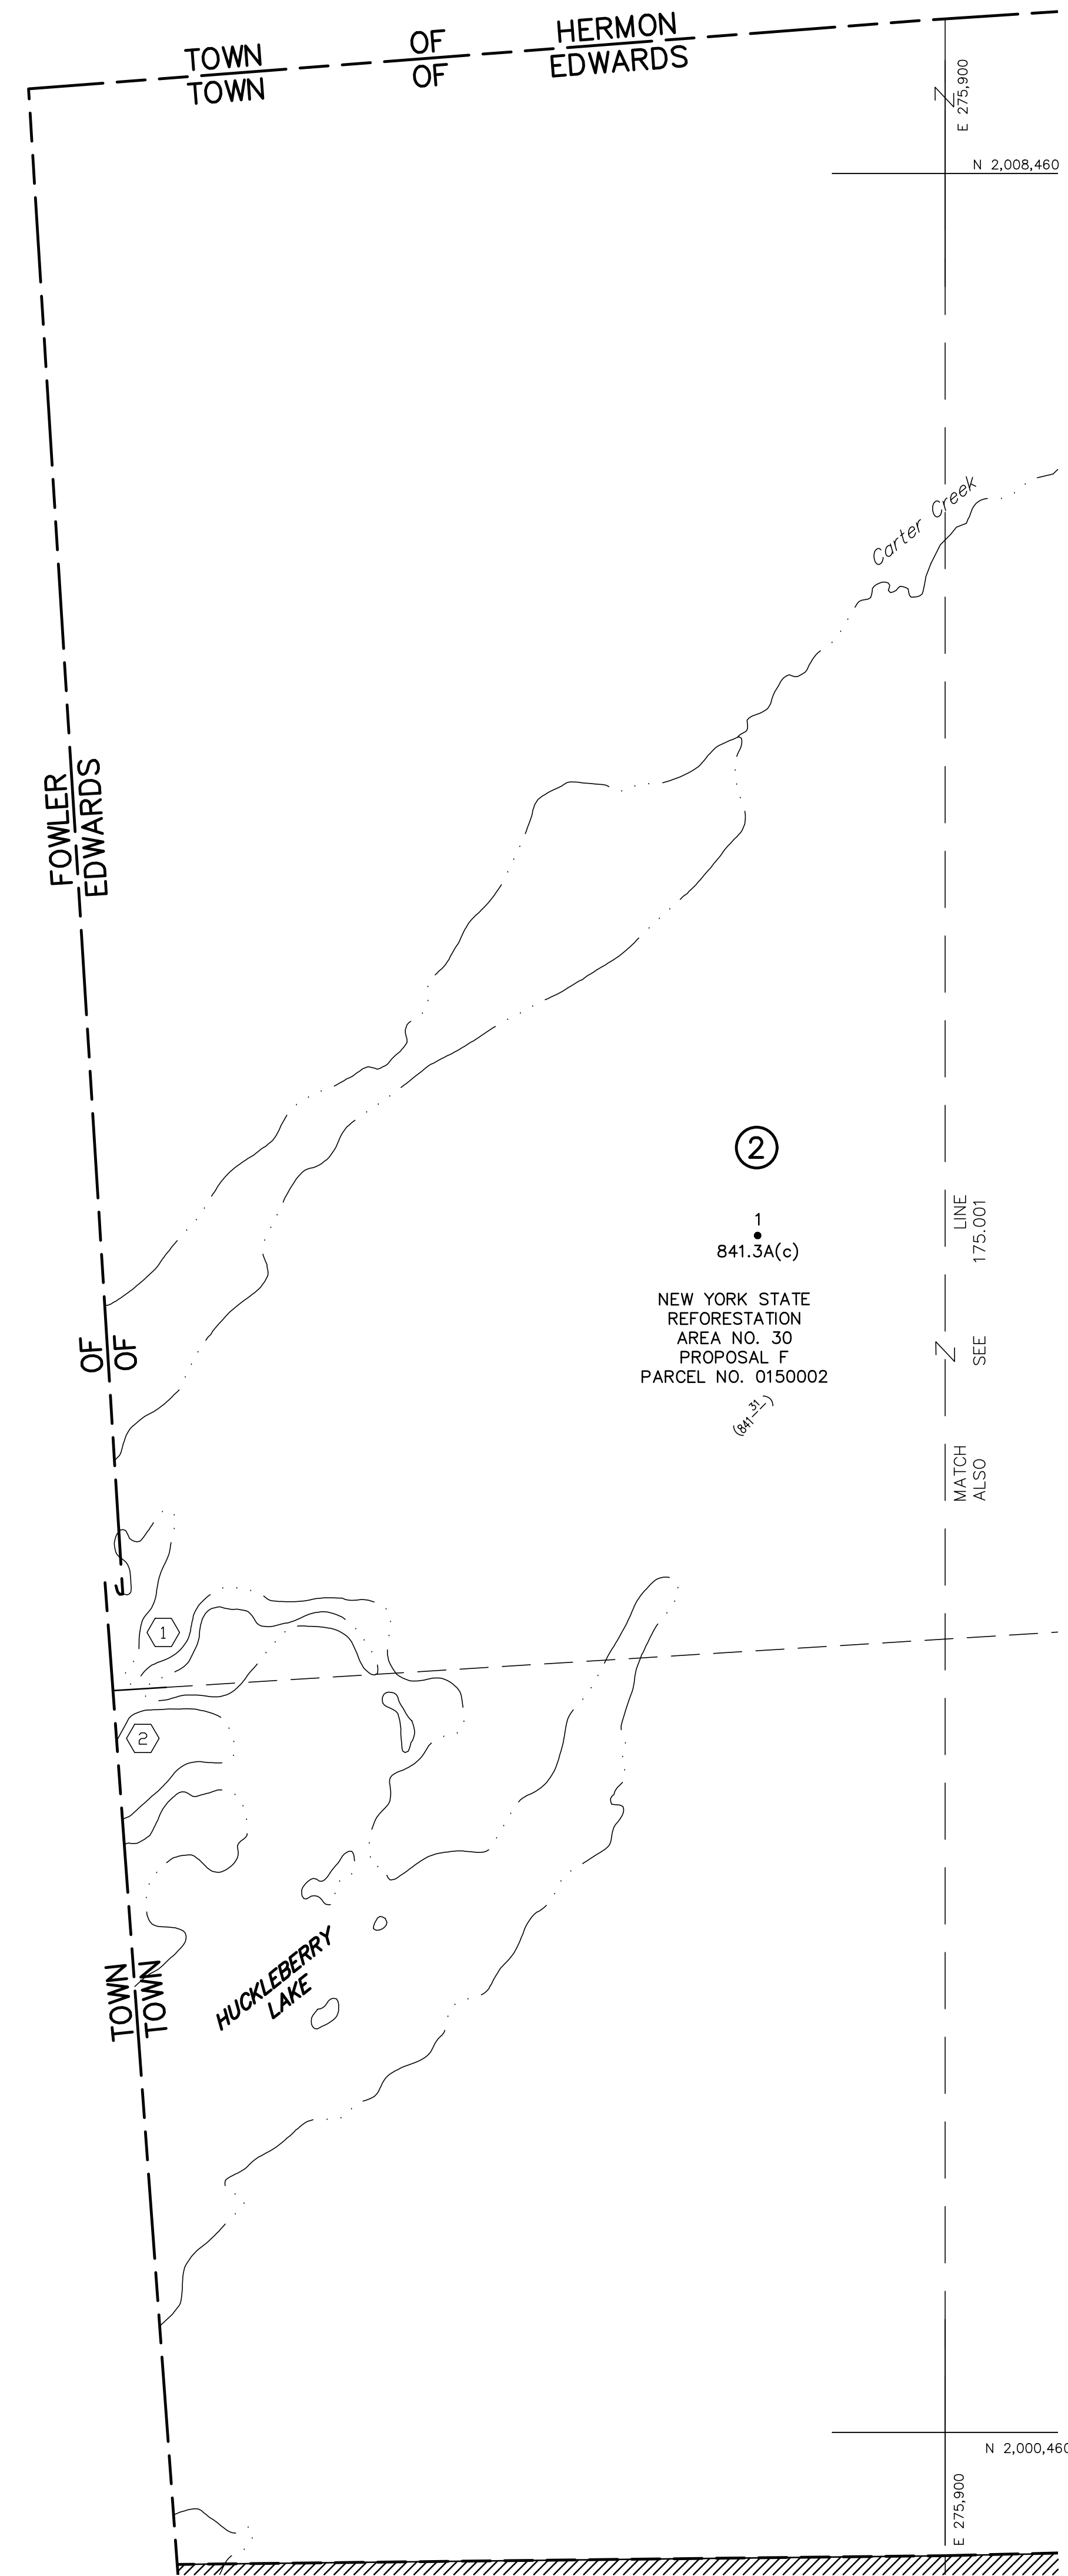 TOWN OF HERMON
TOWN OF EDWARDS
E 275,900
N 2,008,460
Carter Creek
FOWLER
EDWARDS
2
1
841.3A(c)
NEW YORK STATE
REFORESTATION
AREA NO. 30
PROPOSAL F
PARCEL NO. 0150002
(841-31-)
MATCH LINE
ALSO SEE 175.001
OF
OF
1
2
HUCKLEBERRY
LAKE
TOWN
TOWN
N 2,000,460
E 275,900